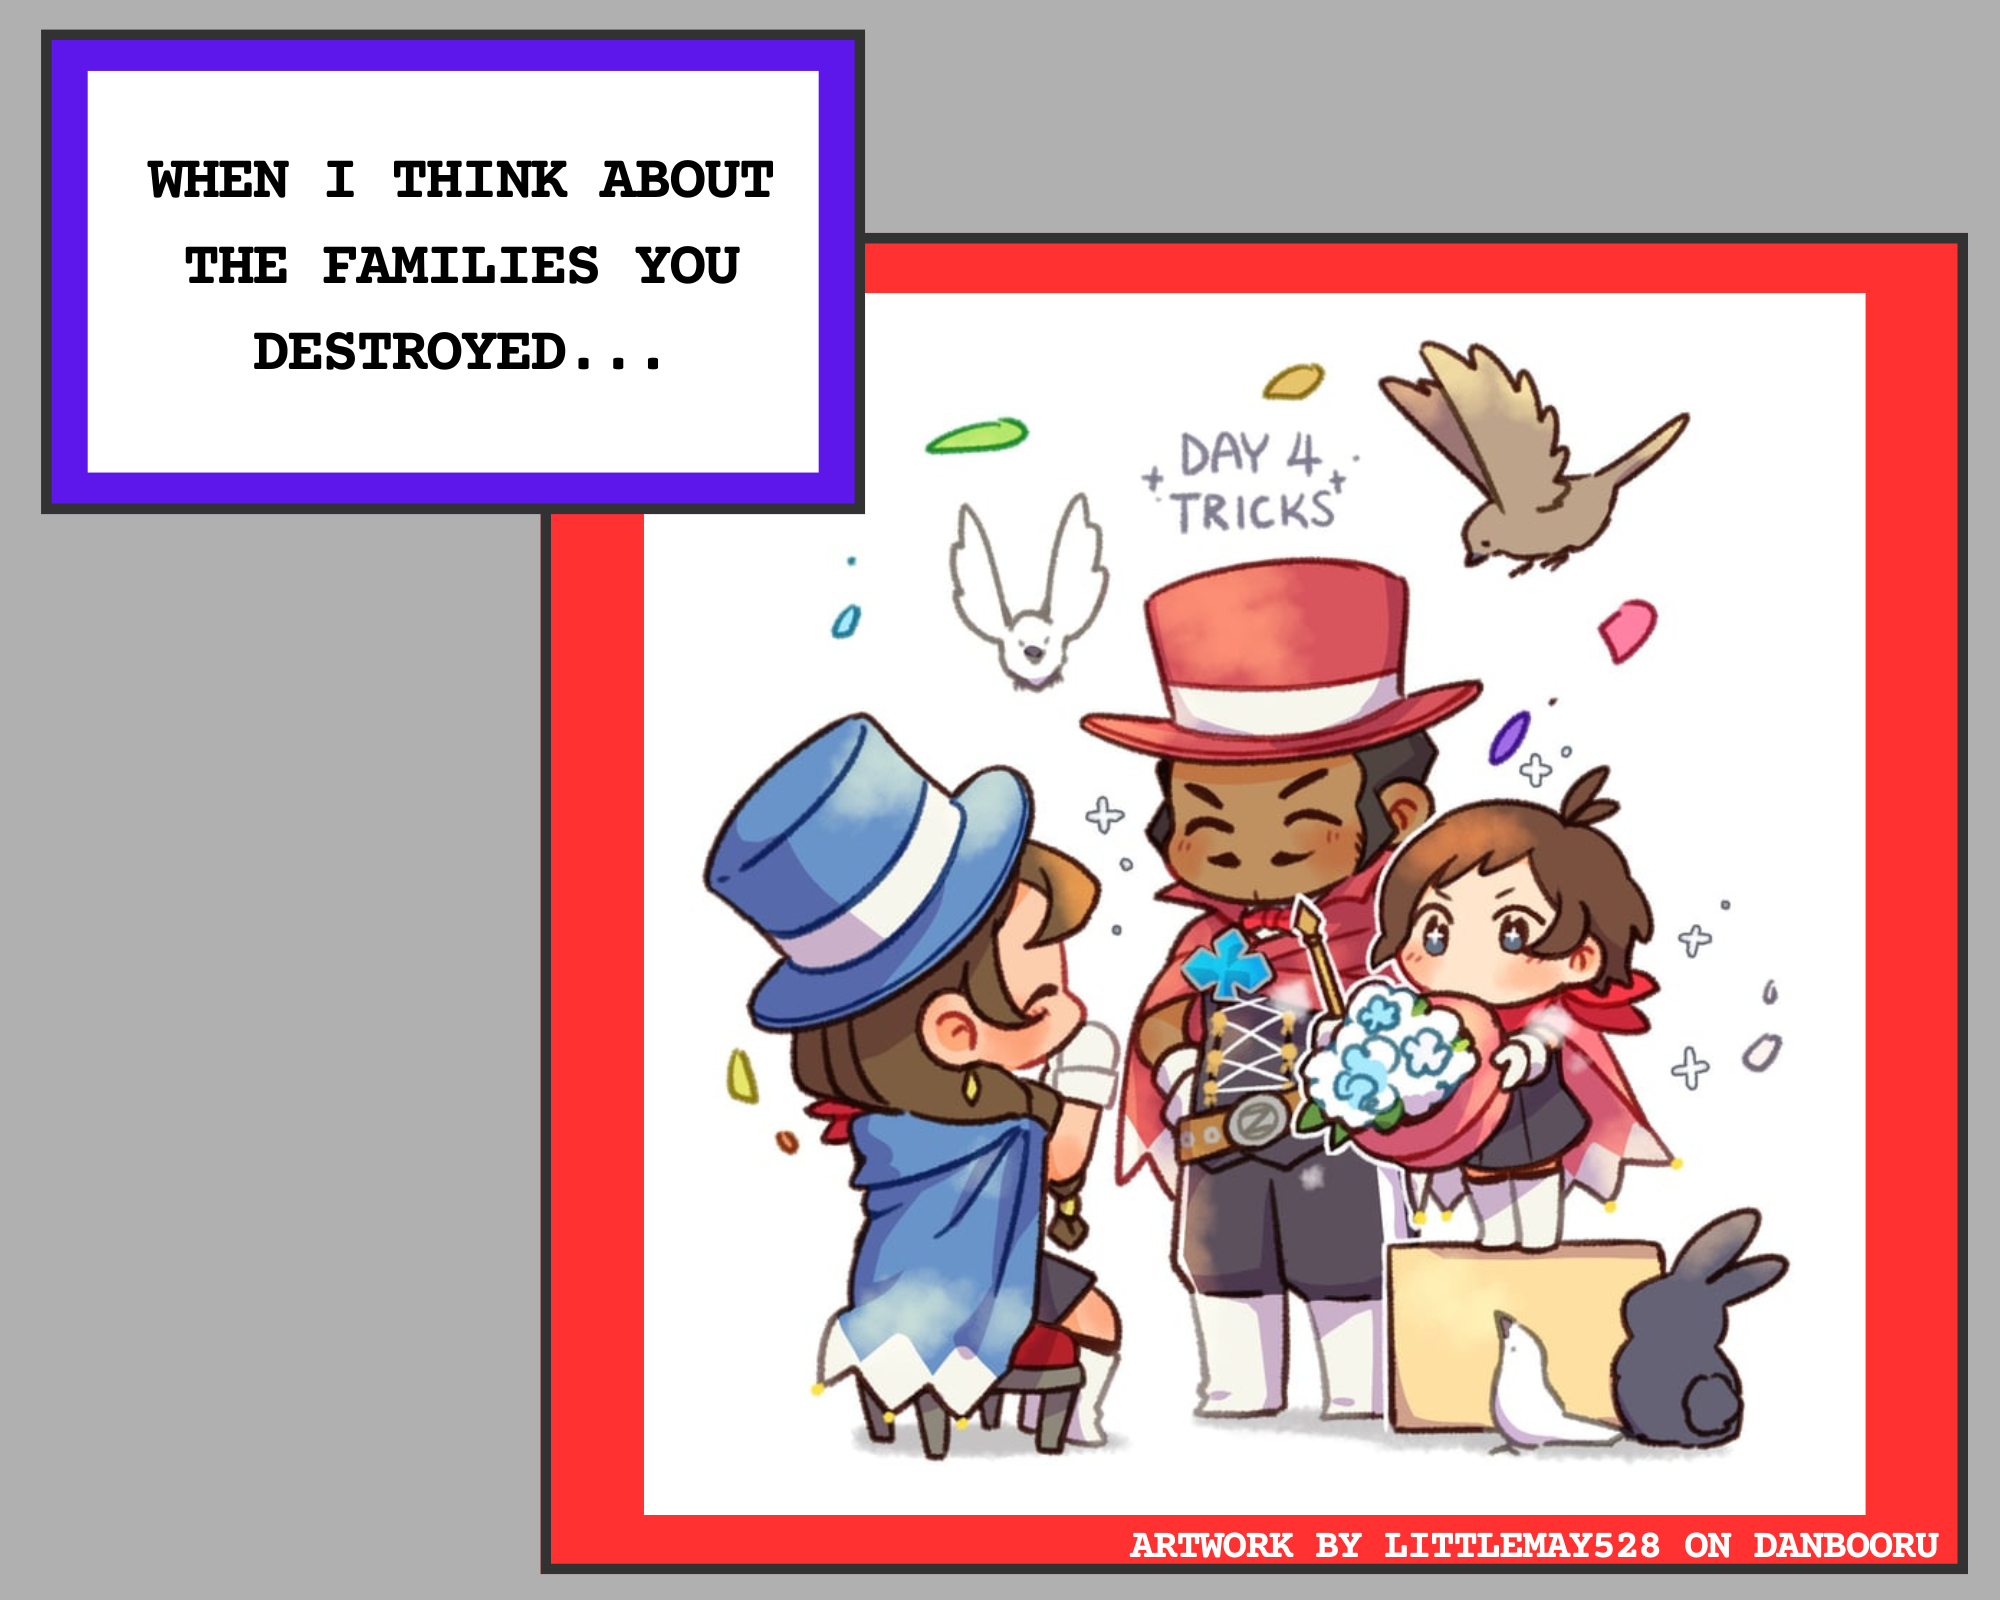 WHEN I THINK ABOUT
THE FAMILIES YOU
DESTROYED...
DAY 4
TRICKS
Z
ARTWORK BY LITTLEMAY528 ON DANBOORU